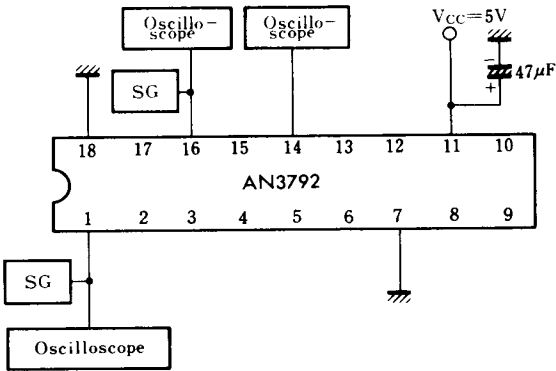 Oscillo-
scope
Oscillo-
scope
VCC=5V
SG
−
47μF
+
18 17 16 15 14 13 12 11 10
AN3792
1 2 3 4 5 6 7 8 9
SG
Oscilloscope